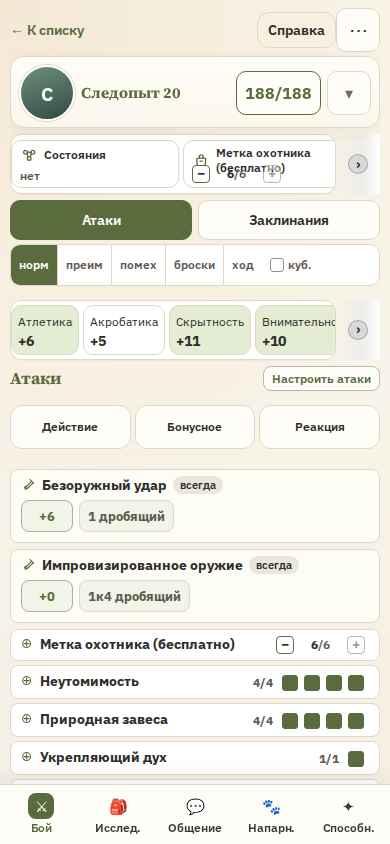 ← К списку
Справка
...
С
Следопыт 20
188/188
▾
Состояния
нет
Метка охотника
(бесплатно)
− 6/6 +
›
Атаки
Заклинания
норм преим помех броски ход куб.
Атлетика
+6
Акробатика
+5
Скрытность
+11
Внимательно
+10
›
Атаки
Настроить атаки
Действие
Бонусное
Реакция
Безоружный удар всегда
+6 1 дробящий
Импровизированное оружие всегда
+0 1к4 дробящий
Метка охотника (бесплатно) − 6/6 +
Неутомимость 4/4
Природная завеса 4/4
Укрепляющий дух 1/1
Бой
Исслед.
Общение
Напарн.
Способн.